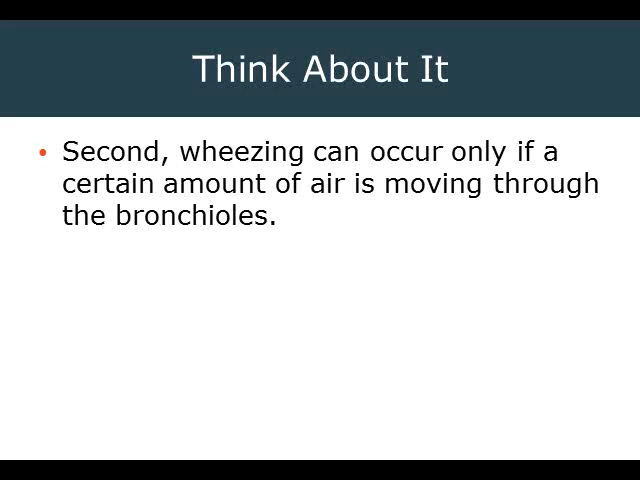 Think About It
• Second, wheezing can occur only if a
certain amount of air is moving through
the bronchioles.